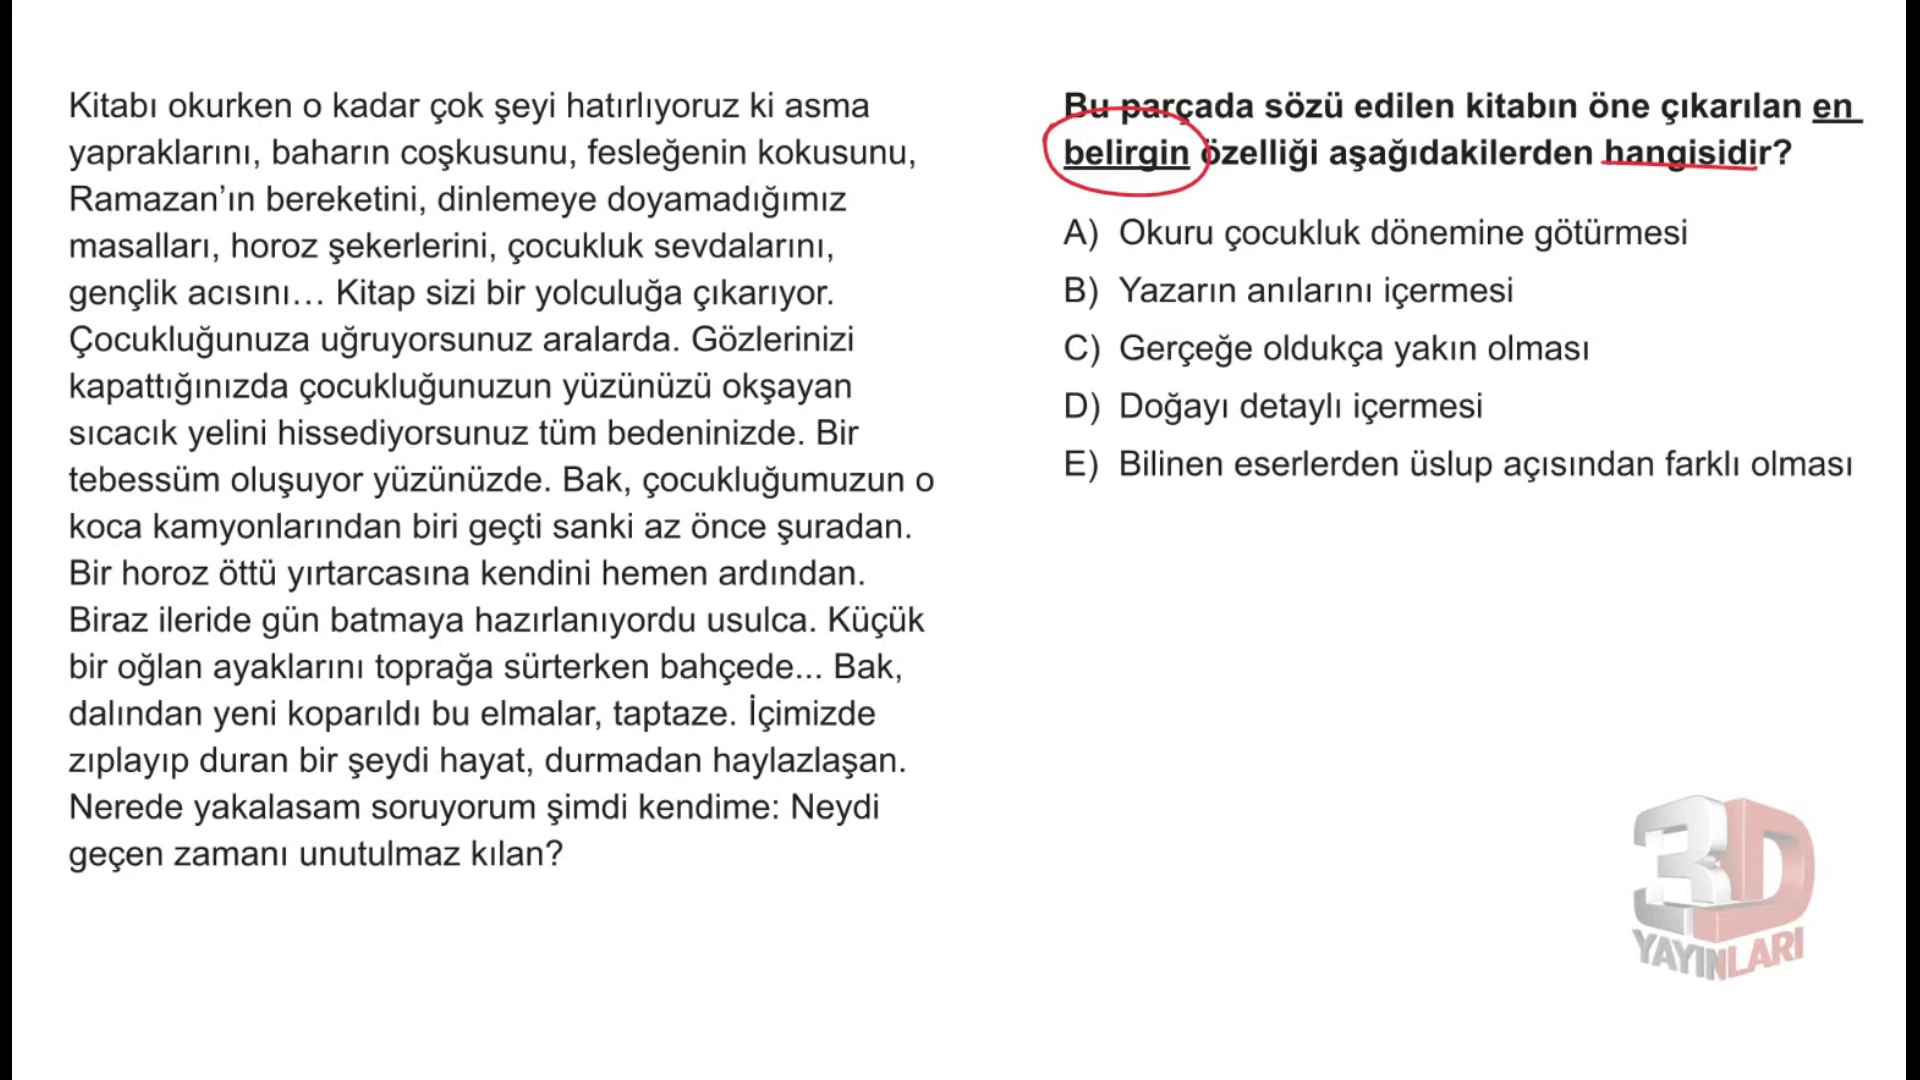 Kitabı okurken o kadar çok şeyi hatırlıyoruz ki asma
yapraklarını, baharın coşkusunu, fesleğenin kokusunu,
Ramazan’ın bereketini, dinlemeye doyamadığımız
masalları, horoz şekerlerini, çocukluk sevdalarını,
gençlik acısını… Kitap sizi bir yolculuğa çıkarıyor.
Çocukluğunuza uğruyorsunuz aralarda. Gözlerinizi
kapattığınızda çocukluğunuzun yüzünüzü okşayan
sıcacık yelini hissediyorsunuz tüm bedeninizde. Bir
tebessüm oluşuyor yüzünüzde. Bak, çocukluğumuzun o
koca kamyonlarından biri geçti sanki az önce şuradan.
Bir horoz öttü yırtarcasına kendini hemen ardından.
Biraz ileride gün batmaya hazırlanıyordu usulca. Küçük
bir oğlan ayaklarını toprağa sürterken bahçede... Bak,
dalından yeni koparıldı bu elmalar, taptaze. İçimizde
zıplayıp duran bir şeydi hayat, durmadan haylazlaşan.
Nerede yakalasam soruyorum şimdi kendime: Neydi
geçen zamanı unutulmaz kılan?
Bu parçada sözü edilen kitabın öne çıkarılan en
belirgin özelliği aşağıdakilerden hangisidir?
A) Okuru çocukluk dönemine götürmesi
B) Yazarın anılarını içermesi
C) Gerçeğe oldukça yakın olması
D) Doğayı detaylı içermesi
E) Bilinen eserlerden üslup açısından farklı olması
3D
YAYINLARI